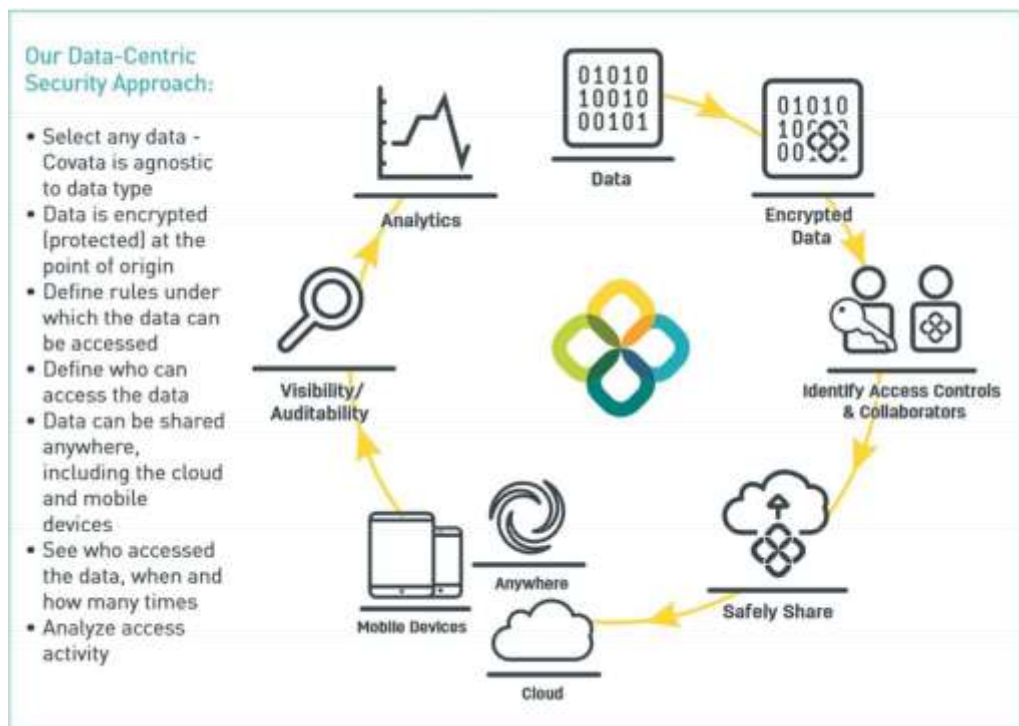 Our Data-Centric
Security Approach:
• Select any data -
Covata is agnostic
to data type
• Data is encrypted
(protected) at the
point of origin
• Define rules under
which the data can
be accessed
• Define who can
access the data
• Data can be shared
anywhere,
including the cloud
and mobile
devices
• See who accessed
the data, when and
how many times
• Analyze access
activity
01010
10010
00101
Data
01010
10
00
Encrypted
Data
Identify Access Controls
& Collaborators
Safely Share
Cloud
Anywhere
Mobile Devices
Visibility/
Auditability
Analytics